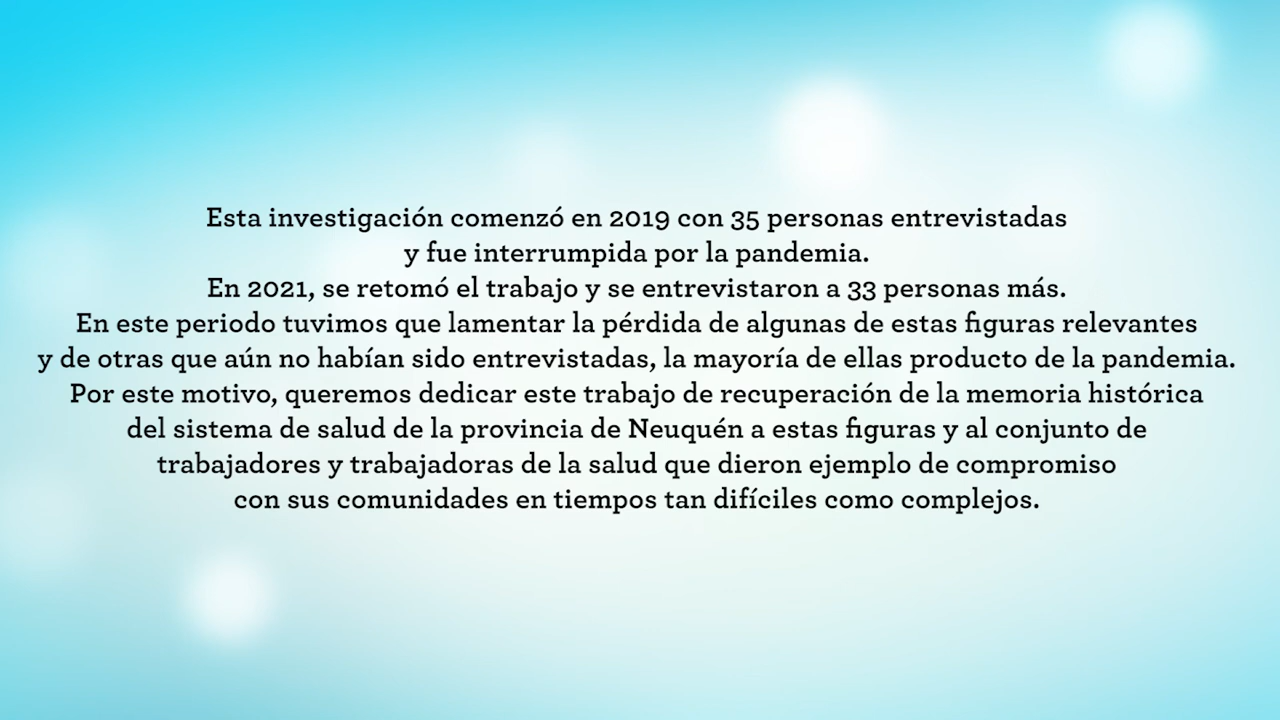 Esta investigación comenzó en 2019 con 35 personas entrevistadas
y fue interrumpida por la pandemia.
En 2021, se retomó el trabajo y se entrevistaron a 33 personas más.
En este periodo tuvimos que lamentar la pérdida de algunas de estas figuras relevantes
y de otras que aún no habían sido entrevistadas, la mayoría de ellas producto de la pandemia.
Por este motivo, queremos dedicar este trabajo de recuperación de la memoria histórica
del sistema de salud de la provincia de Neuquén a estas figuras y al conjunto de
trabajadores y trabajadoras de la salud que dieron ejemplo de compromiso
con sus comunidades en tiempos tan difíciles como complejos.